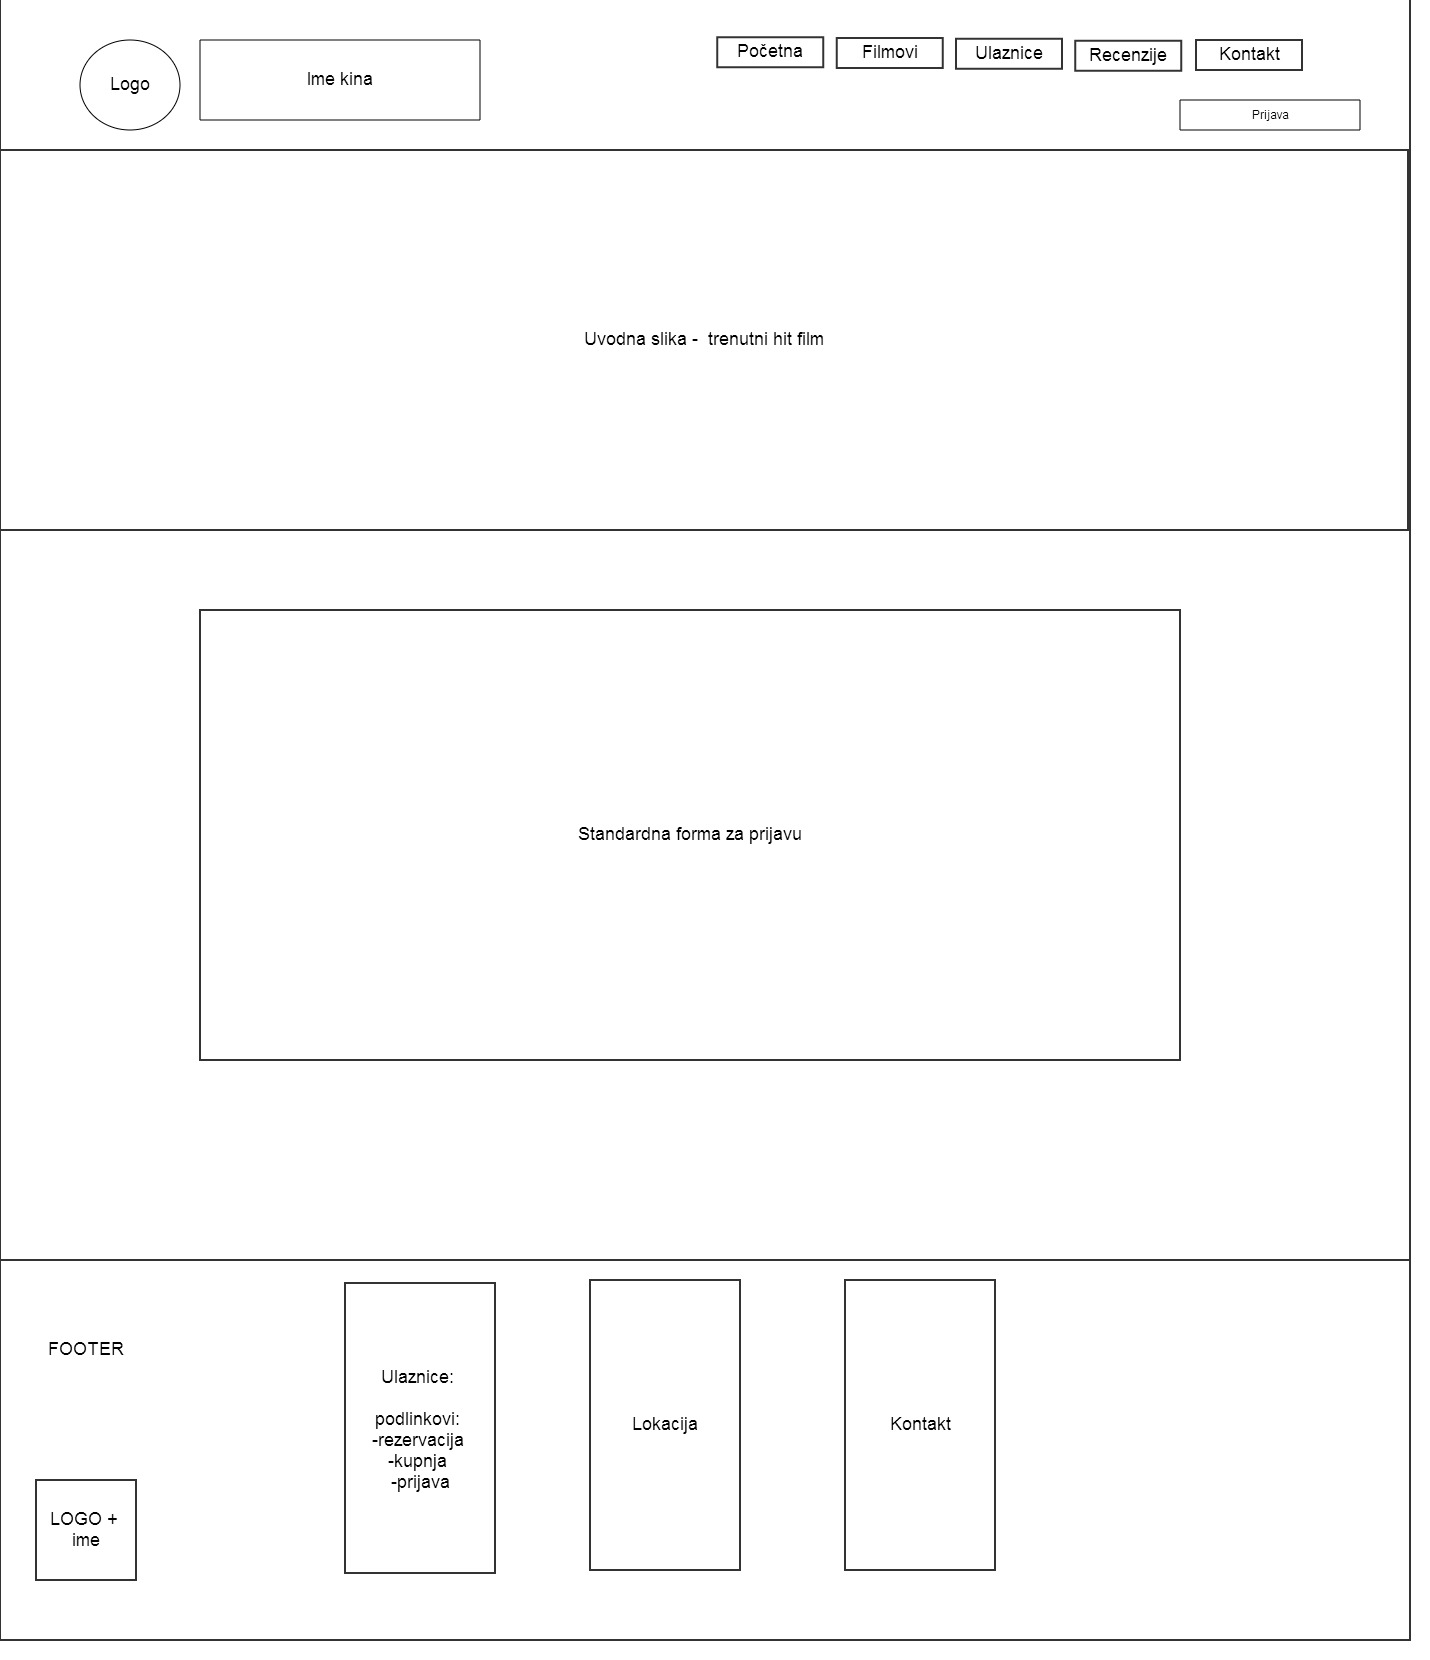 Logo
Ime kina
Početna
Filmovi
Ulaznice
Recenzije
Kontakt
Prijava
Uvodna slika -  trenutni hit film
Standardna forma za prijavu
FOOTER
LOGO +
ime
Ulaznice:
podlinkovi:
-rezervacija
-kupnja
-prijava
Lokacija
Kontakt